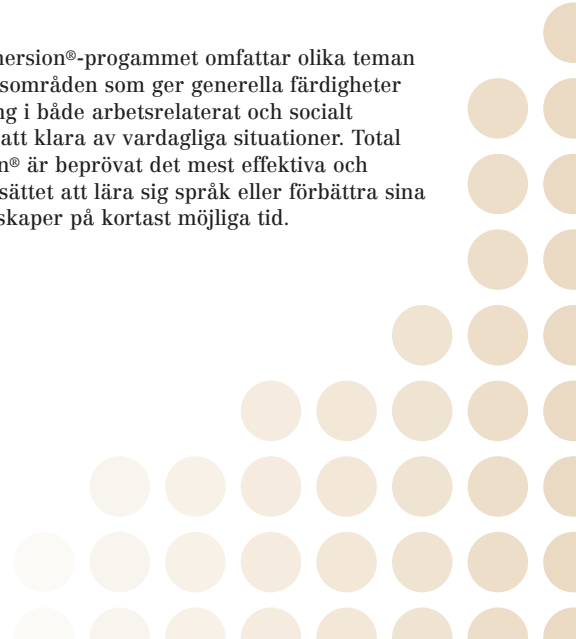 mersion®-progammet omfattar olika teman
sområden som ger generella färdigheter
ng i både arbetsrelaterat och socialt
att klara av vardagliga situationer. Total
n® är beprövat det mest effektiva och
sättet att lära sig språk eller förbättra sina
skaper på kortast möjliga tid.